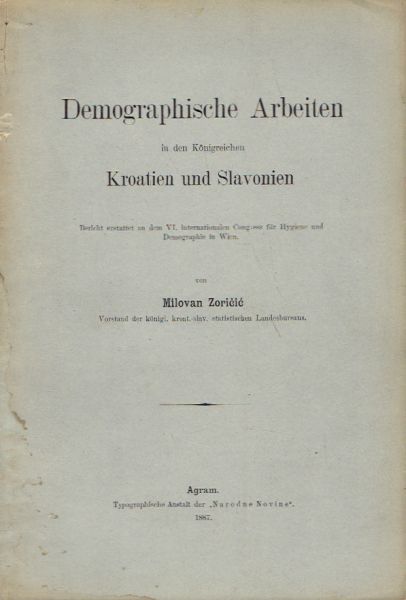 Demographische Arbeiten
in den Königreichen
Kroatien und Slavonien
Bericht erstattet an dem VI. internationalen Congresse für Hygiene und
Demographie in Wien.
von
Milovan Zoričić
Vorstand der königl. kroat.-slav. statistischen Landesbureaus.
Agram.
Typographische Anstalt der „Narodne Novine“.
1887.